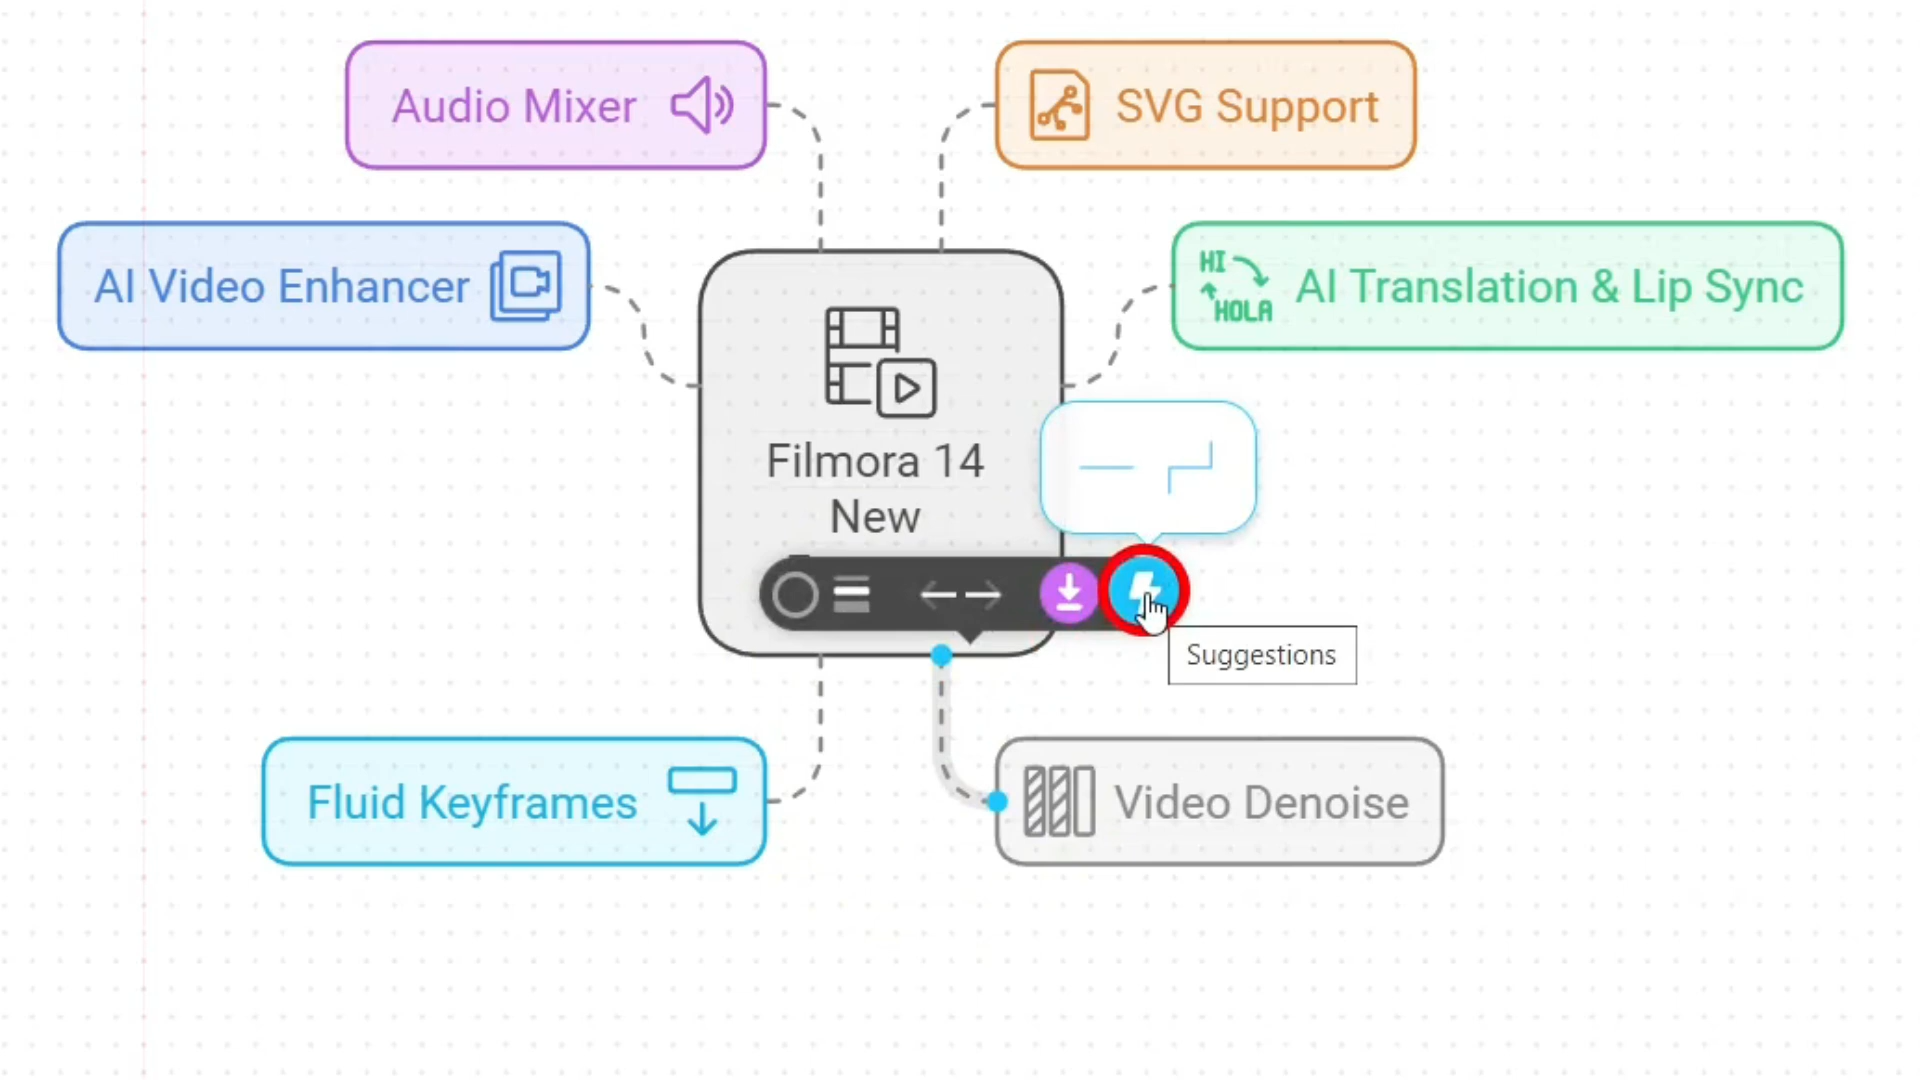 Audio Mixer
SVG Support
AI Video Enhancer
HI
HOLA
AI Translation & Lip Sync
Filmora 14
New
Suggestions
Fluid Keyframes
Video Denoise